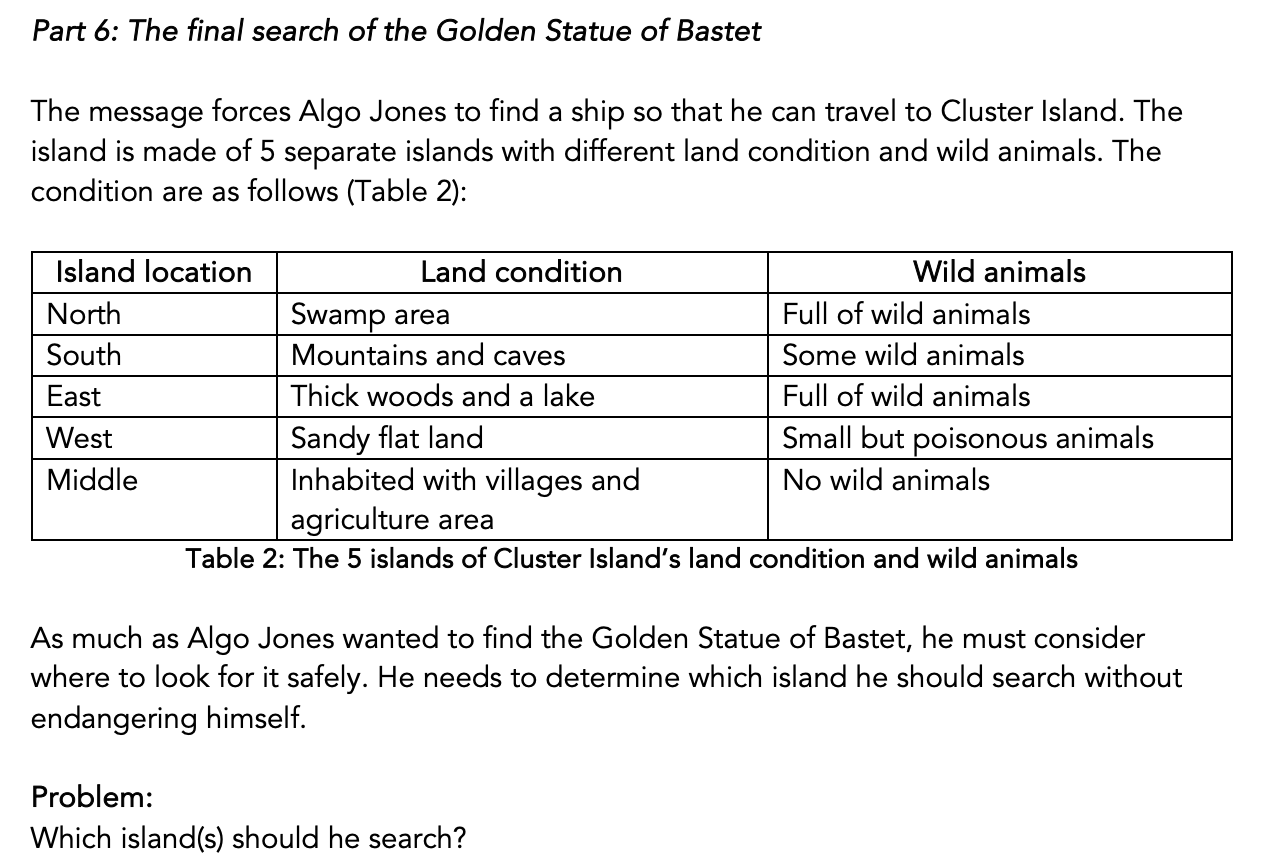 Part 6: The final search of the Golden Statue of Bastet
The message forces Algo Jones to find a ship so that he can travel to Cluster Island. The
island is made of 5 separate islands with different land condition and wild animals. The
condition are as follows (Table 2):
Island location Land condition Wild animals
North Swamp area Full of wild animals
South Mountains and caves Some wild animals
East Thick woods and a lake Full of wild animals
West Sandy flat land Small but poisonous animals
Middle Inhabited with villages and No wild animals
agriculture area
Table 2: The 5 islands of Cluster Island’s land condition and wild animals
As much as Algo Jones wanted to find the Golden Statue of Bastet, he must consider
where to look for it safely. He needs to determine which island he should search without
endangering himself.
Problem:
Which island(s) should he search?